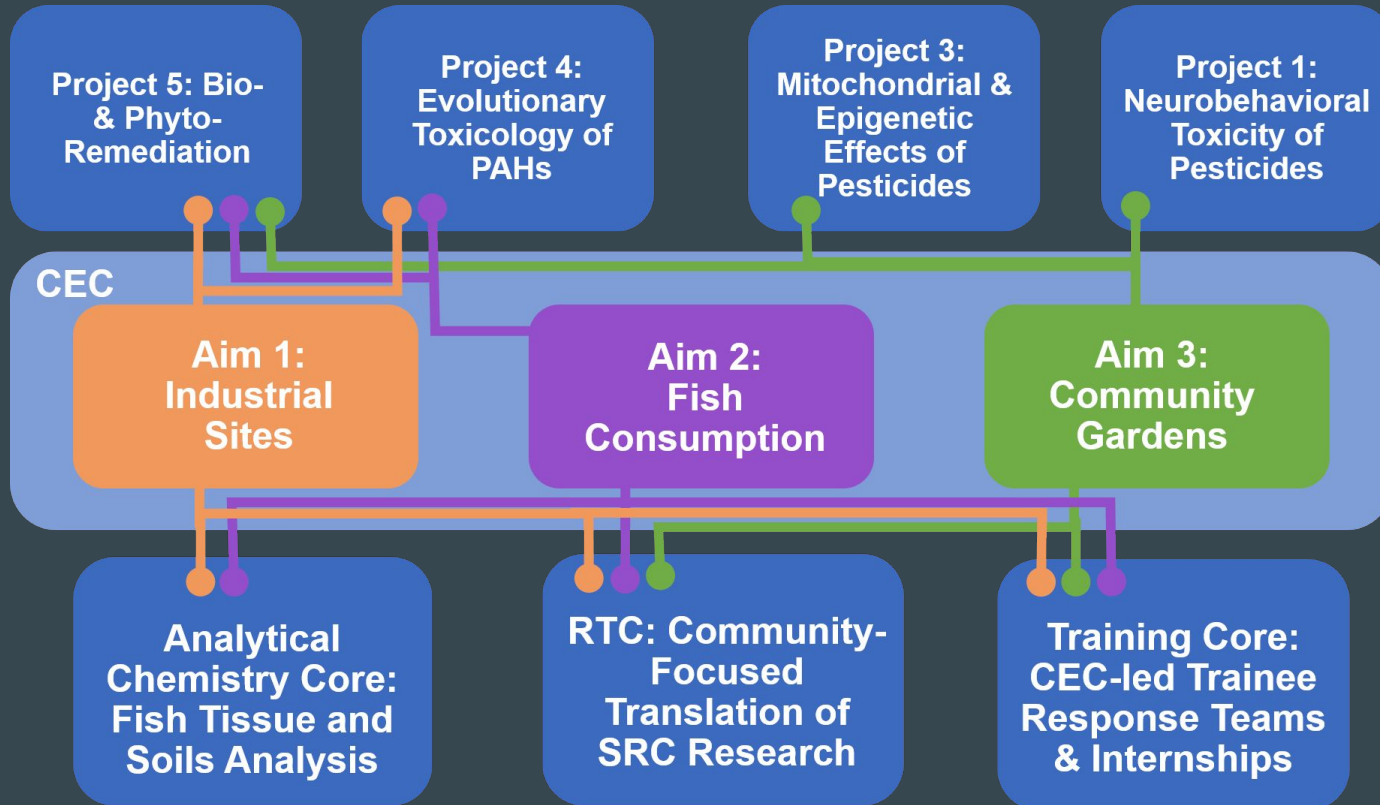 Project 5: Bio-
& Phyto-
Remediation
Project 4:
Evolutionary
Toxicology of
PAHs
Project 3:
Mitochondrial &
Epigenetic
Effects of
Pesticides
Project 1:
Neurobehavioral
Toxicity of
Pesticides
CEC
Aim 1:
Industrial
Sites
Aim 2:
Fish
Consumption
Aim 3:
Community
Gardens
Analytical
Chemistry Core:
Fish Tissue and
Soils Analysis
RTC: Community-
Focused
Translation of
SRC Research
Training Core:
CEC-led Trainee
Response Teams
& Internships